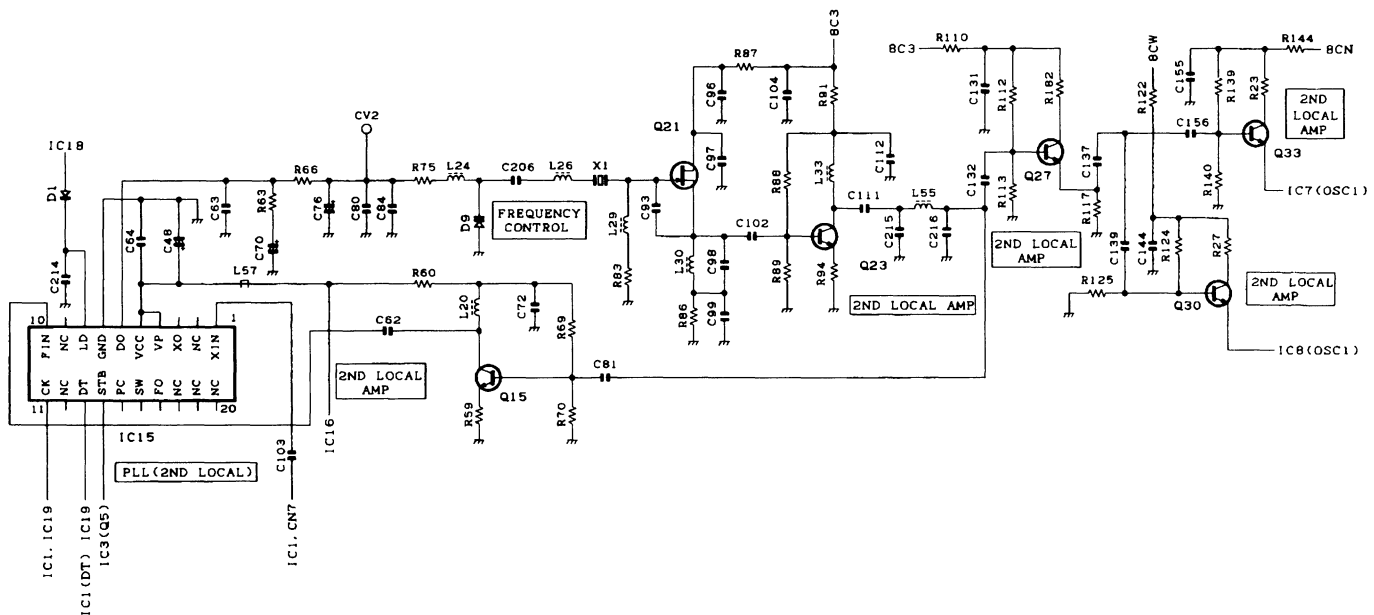 8C3
8C3
R110
R144
8CN
8CW
R87
C96
C104
R91
C131
R112
R182
R122
C155
R139
R23
2ND
LOCAL
AMP
CV2
IC18
Q21
C156
Q33
D1
R66
R75
L24
C206
L26
X1
C97
C112
R88
L33
C132
Q27
C137
R140
IC7(OSC1)
C63
R63
C76
C80
C84
D9
FREQUENCY
CONTROL
C93
C111
L55
R113
R117
C64
C48
C70
L29
C102
C215
C216
2ND LOCAL
AMP
C139
C144
R124
R27
C214
L57
R60
R83
L30
C98
R89
R94
Q23
2ND LOCAL AMP
R125
Q30
2ND LOCAL
AMP
L20
C72
R86
C99
10
1
FIN
NC
LD
GND
DO
VCC
VP
XO
NC
XIN
C62
R69
IC8(OSC1)
CK
NC
DT
STB
PC
SW
FO
NC
NC
NC
2ND LOCAL
AMP
C81
11
20
Q15
R59
R70
IC15
IC16
C103
PLL(2ND LOCAL)
IC1, IC19
IC1(DT) IC19
IC3(Q5)
IC1, CN7